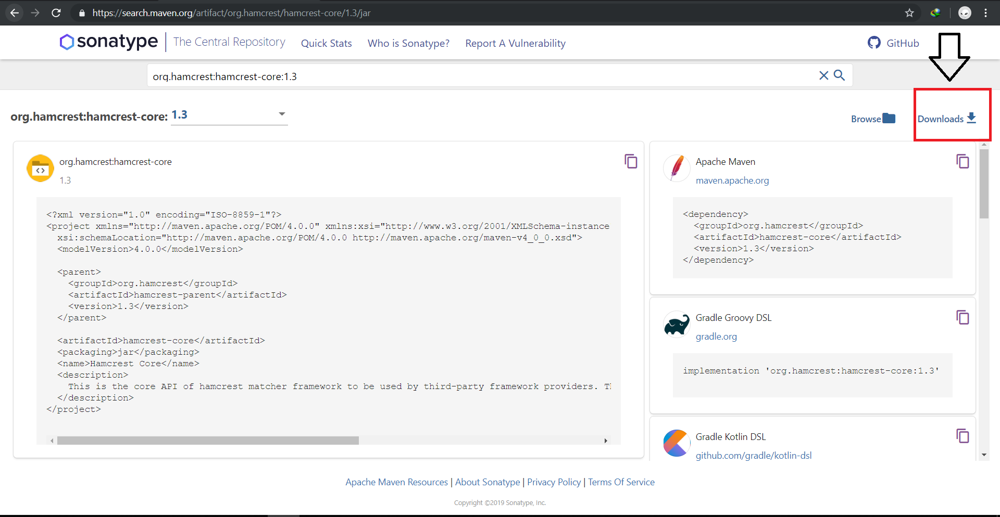 https://search.maven.org/artifact/org.hamcrest/hamcrest-core/1.3/jar
sonatype | The Central Repository Quick Stats Who is Sonatype? Report A Vulnerability GitHub
org.hamcrest:hamcrest-core:1.3
org.hamcrest:hamcrest-core: 1.3
Browse Downloads
org.hamcrest:hamcrest-core
1.3
<?xml version="1.0" encoding="ISO-8859-1"?>
<project xmlns="http://maven.apache.org/POM/4.0.0" xmlns:xsi="http://www.w3.org/2001/XMLSchema-instance
xsi:schemaLocation="http://maven.apache.org/POM/4.0.0 http://maven.apache.org/maven-v4_0_0.xsd">
<modelVersion>4.0.0</modelVersion>
<parent>
<groupId>org.hamcrest</groupId>
<artifactId>hamcrest-parent</artifactId>
<version>1.3</version>
</parent>
<artifactId>hamcrest-core</artifactId>
<packaging>jar</packaging>
<name>Hamcrest Core</name>
<description>
This is the core API of hamcrest matcher framework to be used by third-party framework providers.
</description>
</project>
Apache Maven
maven.apache.org
<dependency>
<groupId>org.hamcrest</groupId>
<artifactId>hamcrest-core</artifactId>
<version>1.3</version>
</dependency>
Gradle Groovy DSL
gradle.org
implementation 'org.hamcrest:hamcrest-core:1.3'
Gradle Kotlin DSL
github.com/gradle/kotlin-dsl
Apache Maven Resources | About Sonatype | Privacy Policy | Terms Of Service
Copyright ©2019 Sonatype, Inc.